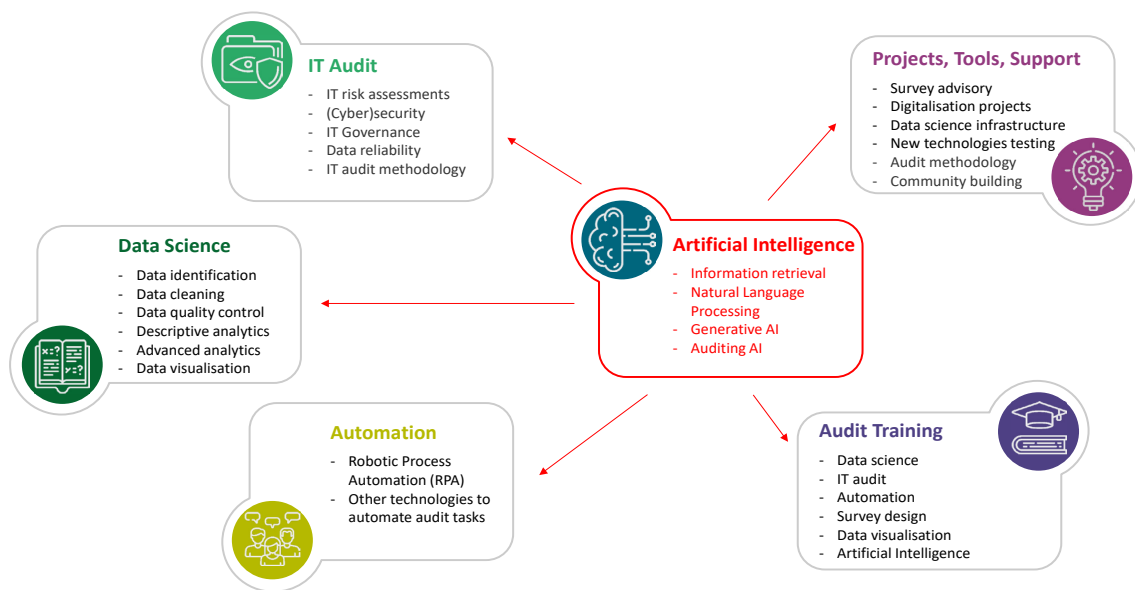 IT Audit
- IT risk assessments
- (Cyber)security
- IT Governance
- Data reliability
- IT audit methodology
Projects, Tools, Support
- Survey advisory
- Digitalisation projects
- Data science infrastructure
- New technologies testing
- Audit methodology
- Community building
Data Science
- Data identification
- Data cleaning
- Data quality control
- Descriptive analytics
- Advanced analytics
- Data visualisation
x=?
y=?
Artificial Intelligence
- Information retrieval
- Natural Language
Processing
- Generative AI
- Auditing AI
Automation
- Robotic Process
Automation (RPA)
- Other technologies to
automate audit tasks
Audit Training
- Data science
- IT audit
- Automation
- Survey design
- Data visualisation
- Artificial Intelligence